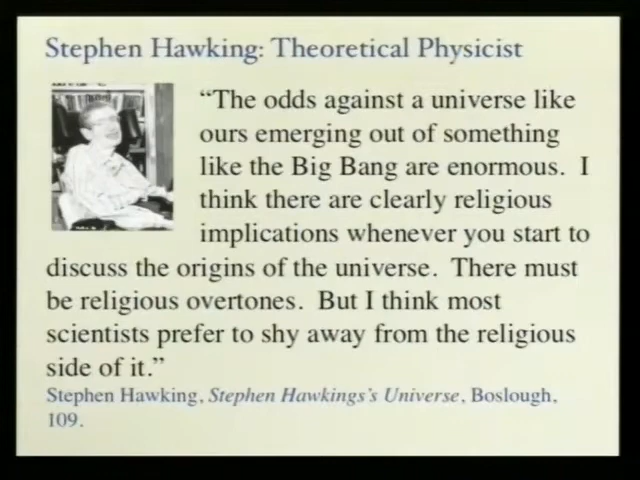 Stephen Hawking: Theoretical Physicist
“The odds against a universe like
ours emerging out of something
like the Big Bang are enormous.  I
think there are clearly religious
implications whenever you start to
discuss the origins of the universe.  There must
be religious overtones.  But I think most
scientists prefer to shy away from the religious
side of it.”
Stephen Hawking, Stephen Hawkings's Universe, Boslough,
109.